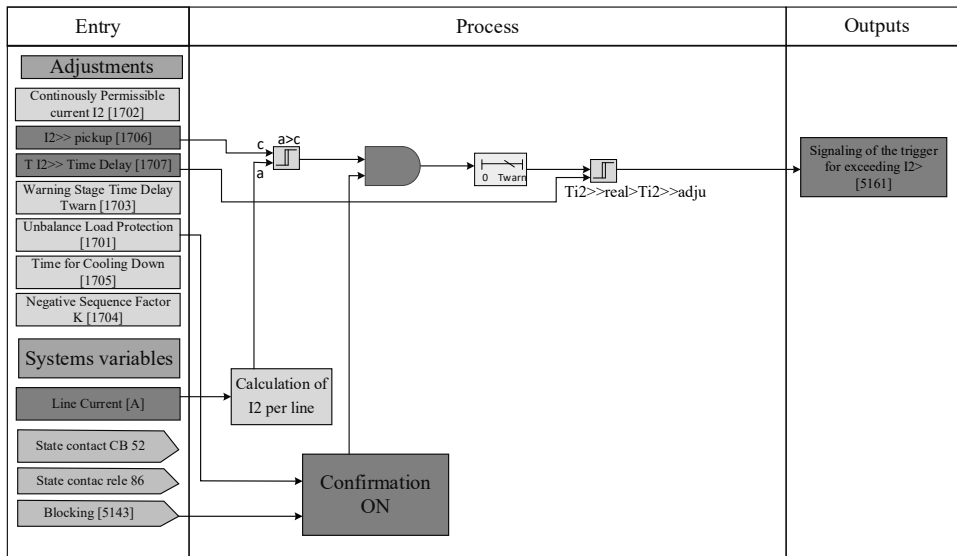 Entry
Process
Outputs
Adjustments
Continously Permissible
current I2 [1702]
I2>> pickup [1706]
T I2>> Time Delay [1707]
Warning Stage Time Delay
Twarn [1703]
Unbalance Load Protection
[1701]
Time for Cooling Down
[1705]
Negative Sequence Factor
K [1704]
Systems variables
Line Current [A]
State contact CB 52
State contac rele 86
Blocking [5143]
c
a>c
a
Calculation of
I2 per line
Confirmation
ON
0 Twarn
Ti2>>real>Ti2>>adju
Signaling of the trigger
for exceeding I2>
[5161]